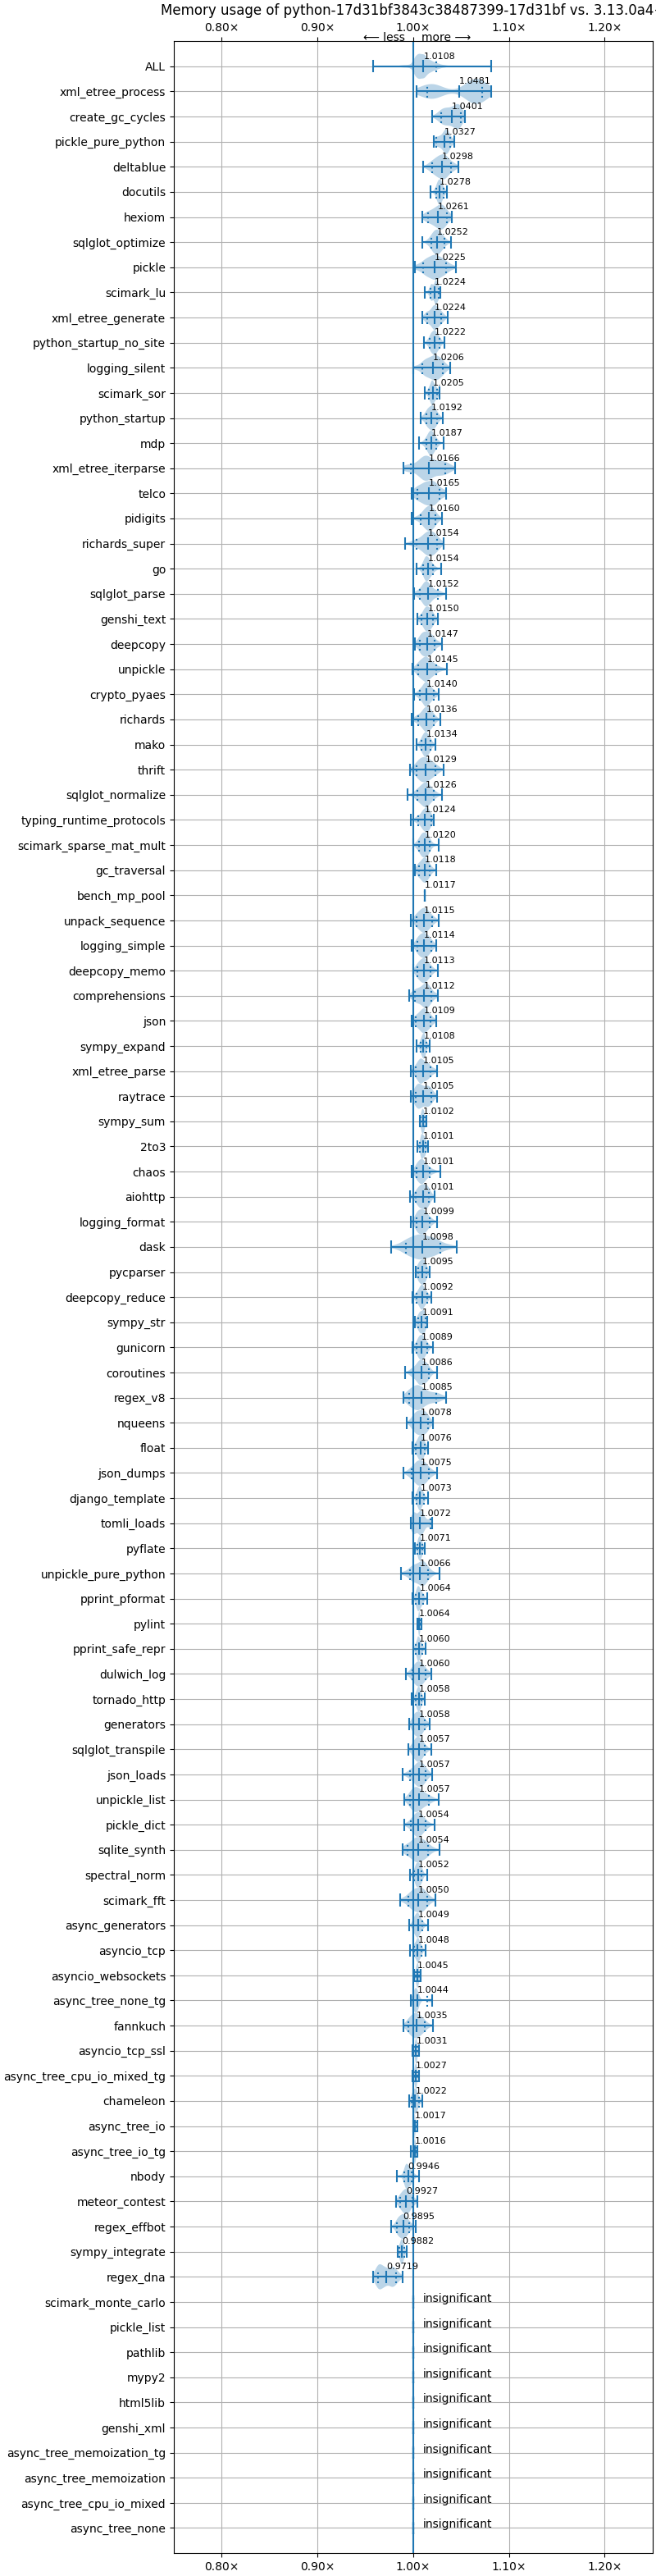 Memory usage of python-17d31bf3843c38487399-17d31bf vs. 3.13.0a4-
0.80× 0.90× 1.00× 1.10× 1.20×
⟵ less more ⟶
ALL 1.0108
xml_etree_process 1.0481
create_gc_cycles 1.0401
pickle_pure_python 1.0327
deltablue 1.0298
docutils 1.0278
hexiom 1.0261
sqlglot_optimize 1.0252
pickle 1.0225
scimark_lu 1.0224
xml_etree_generate 1.0224
python_startup_no_site 1.0222
logging_silent 1.0206
scimark_sor 1.0205
python_startup 1.0192
mdp 1.0187
xml_etree_iterparse 1.0166
telco 1.0165
pidigits 1.0160
richards_super 1.0154
go 1.0154
sqlglot_parse 1.0152
genshi_text 1.0150
deepcopy 1.0147
unpickle 1.0145
crypto_pyaes 1.0140
richards 1.0136
mako 1.0134
thrift 1.0129
sqlglot_normalize 1.0126
typing_runtime_protocols 1.0124
scimark_sparse_mat_mult 1.0120
gc_traversal 1.0118
bench_mp_pool 1.0117
unpack_sequence 1.0115
logging_simple 1.0114
deepcopy_memo 1.0113
comprehensions 1.0112
json 1.0109
sympy_expand 1.0108
xml_etree_parse 1.0105
raytrace 1.0105
sympy_sum 1.0102
2to3 1.0101
chaos 1.0101
aiohttp 1.0101
logging_format 1.0099
dask 1.0098
pycparser 1.0095
deepcopy_reduce 1.0092
sympy_str 1.0091
gunicorn 1.0089
coroutines 1.0086
regex_v8 1.0085
nqueens 1.0078
float 1.0076
json_dumps 1.0075
django_template 1.0073
tomli_loads 1.0072
pyflate 1.0071
unpickle_pure_python 1.0066
pprint_pformat 1.0064
pylint 1.0064
pprint_safe_repr 1.0060
dulwich_log 1.0060
tornado_http 1.0058
generators 1.0058
sqlglot_transpile 1.0057
json_loads 1.0057
unpickle_list 1.0057
pickle_dict 1.0054
sqlite_synth 1.0054
spectral_norm 1.0052
scimark_fft 1.0050
async_generators 1.0049
asyncio_tcp 1.0048
asyncio_websockets 1.0045
async_tree_none_tg 1.0044
fannkuch 1.0035
asyncio_tcp_ssl 1.0031
async_tree_cpu_io_mixed_tg 1.0027
chameleon 1.0022
async_tree_io 1.0017
async_tree_io_tg 1.0016
nbody 0.9946
meteor_contest 0.9927
regex_effbot 0.9895
sympy_integrate 0.9882
regex_dna 0.9719
scimark_monte_carlo insignificant
pickle_list insignificant
pathlib insignificant
mypy2 insignificant
html5lib insignificant
genshi_xml insignificant
async_tree_memoization_tg insignificant
async_tree_memoization insignificant
async_tree_cpu_io_mixed insignificant
async_tree_none insignificant
0.80× 0.90× 1.00× 1.10× 1.20×